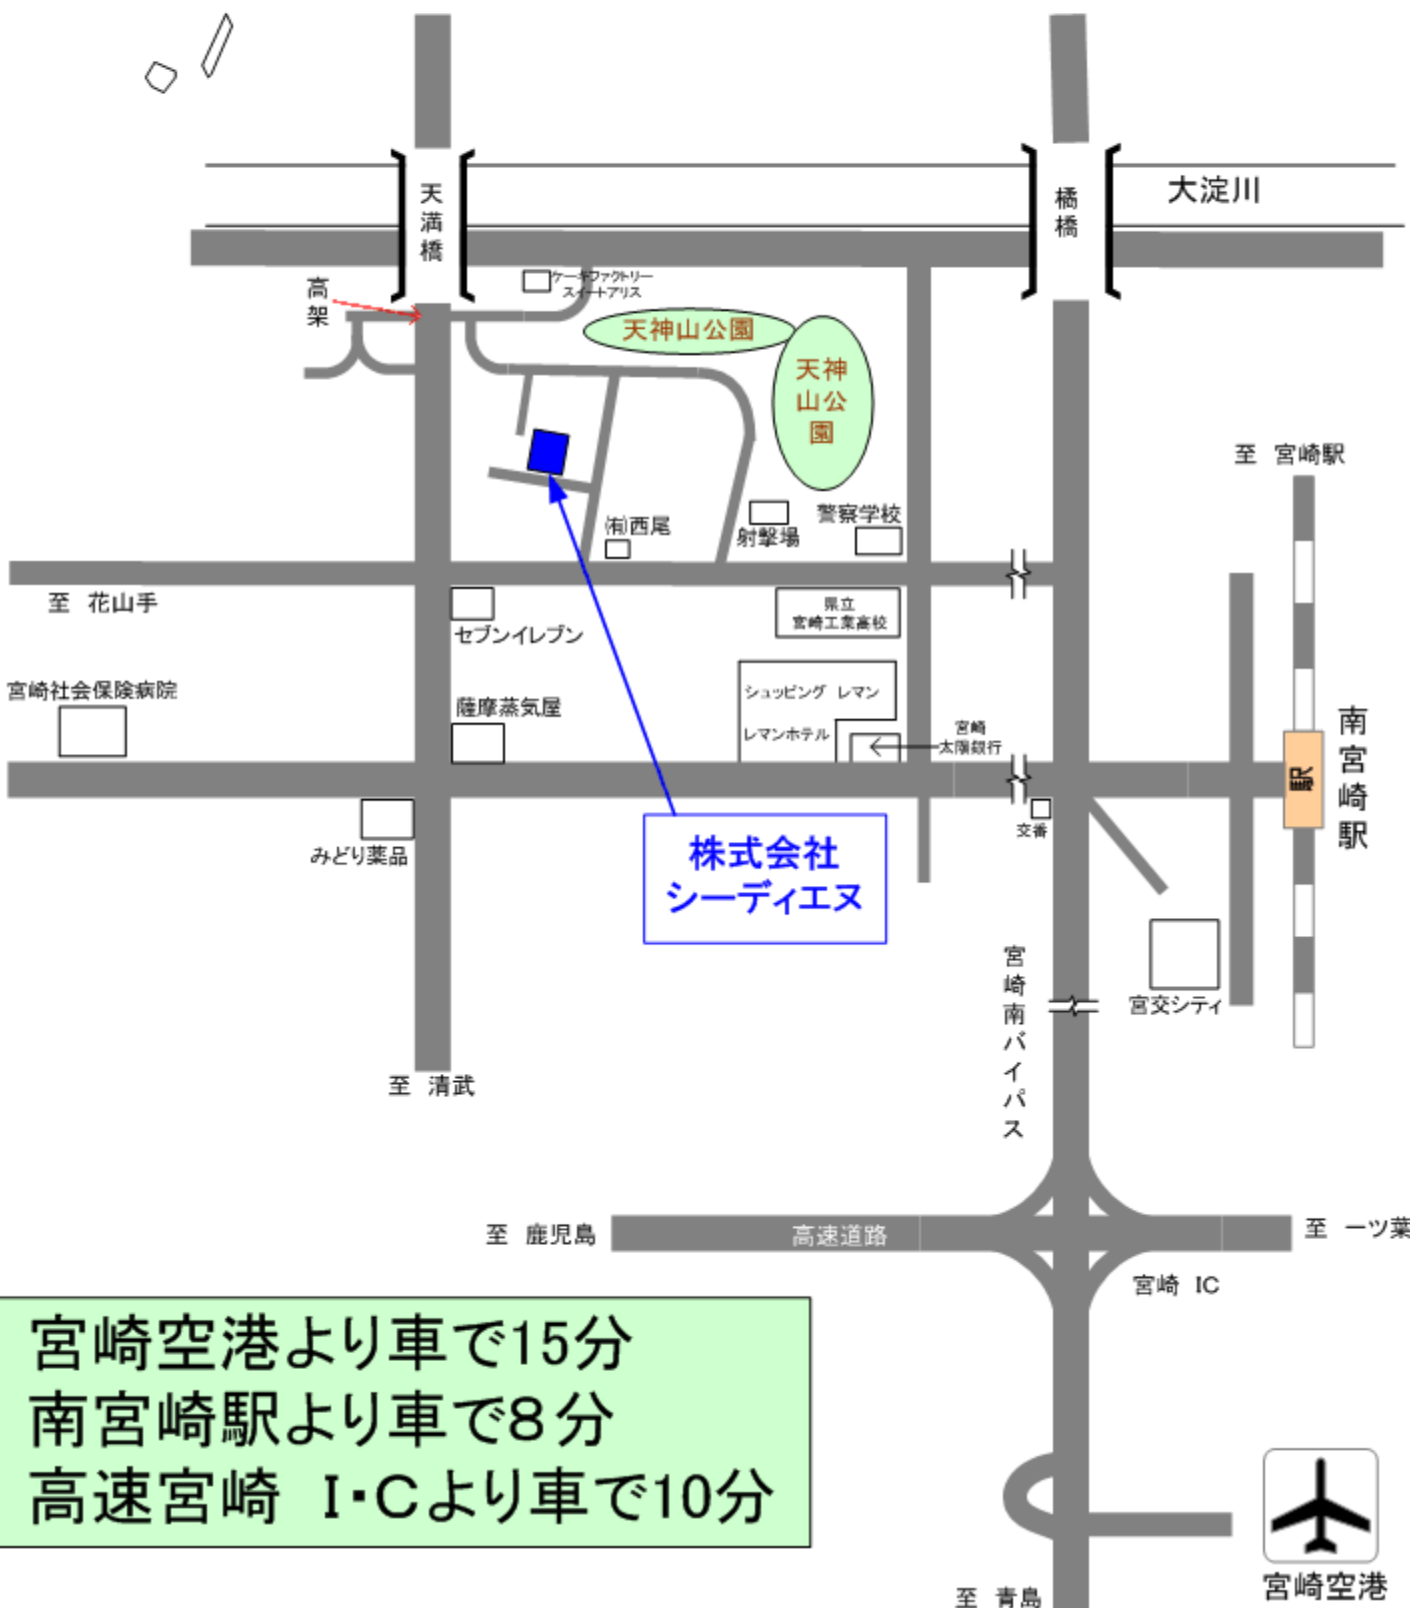 天満橋
橘橋
大淀川
高架
ケーキファクトリー
スイートアリス
天神山公園
天神
山公
園
至 宮崎駅
㈲西尾
射撃場
警察学校
至 花山手
セブンイレブン
県立
宮崎工業高校
宮崎社会保険病院
薩摩蒸気屋
シュッピング レマン
レマンホテル
宮崎
太陽銀行
南宮崎駅
駅
交番
みどり薬品
株式会社
シーディエヌ
宮崎南バイパス
宮交シティ
至 清武
至 鹿児島
高速道路
至 一ツ葉
宮崎 IC
宮崎空港より車で15分
南宮崎駅より車で8分
高速宮崎 I・Cより車で10分
宮崎空港
至 青島